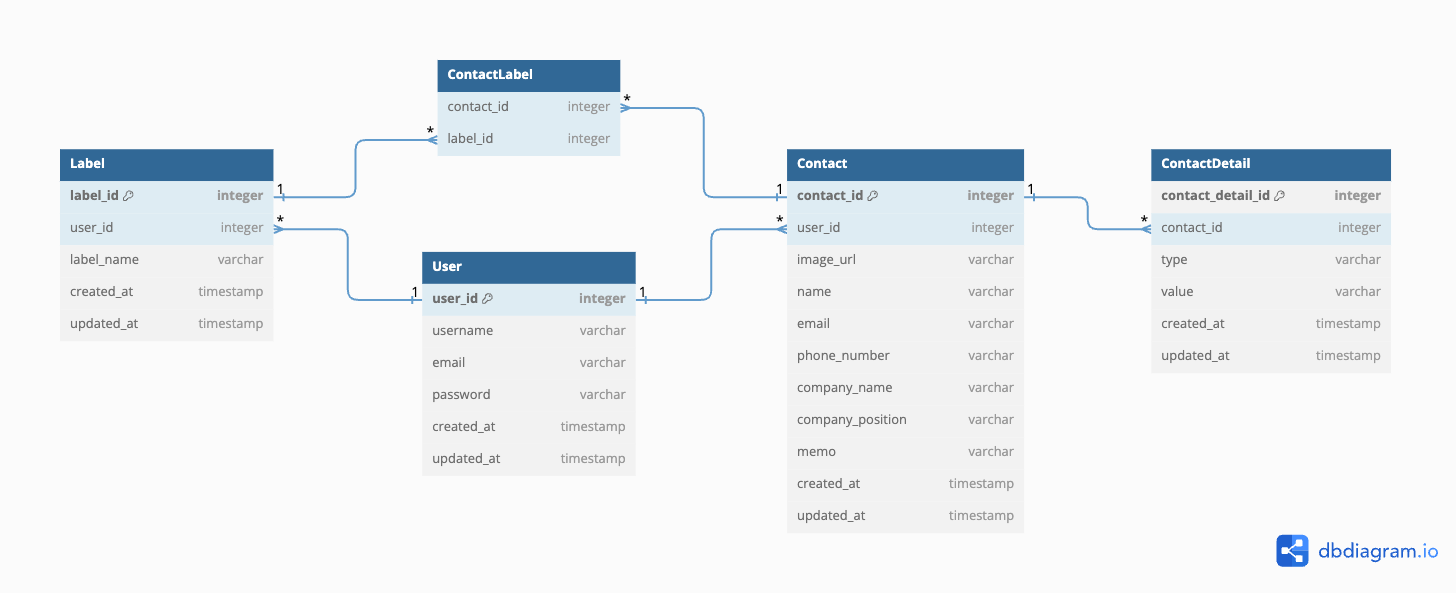 ContactLabel
contact_id integer
label_id integer
*
*
Label
label_id integer
user_id integer
label_name varchar
created_at timestamp
updated_at timestamp
1
*
User
user_id integer
username varchar
email varchar
password varchar
created_at timestamp
updated_at timestamp
1
1
Contact
contact_id integer
user_id integer
image_url varchar
name varchar
email varchar
phone_number varchar
company_name varchar
company_position varchar
memo varchar
created_at timestamp
updated_at timestamp
1
*
1
ContactDetail
contact_detail_id integer
contact_id integer
type varchar
value varchar
created_at timestamp
updated_at timestamp
*
dbdiagram.io